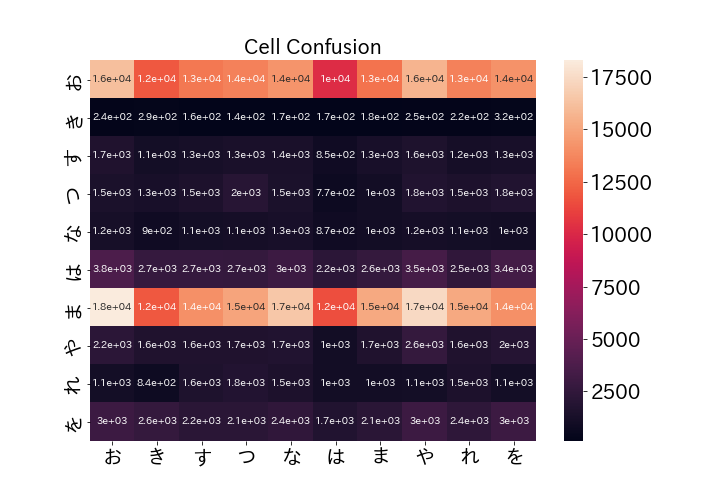 Cell Confusion
お 1.6e+04 1.2e+04 1.3e+04 1.4e+04 1.4e+04 1e+04 1.3e+04 1.6e+04 1.3e+04 1.4e+04
き 2.4e+02 2.9e+02 1.6e+02 1.4e+02 1.7e+02 1.7e+02 1.8e+02 2.5e+02 2.2e+02 3.2e+02
す 1.7e+03 1.1e+03 1.3e+03 1.3e+03 1.4e+03 8.5e+02 1.3e+03 1.6e+03 1.2e+03 1.3e+03
つ 1.5e+03 1.3e+03 1.5e+03 2e+03 1.5e+03 7.7e+02 1e+03 1.8e+03 1.5e+03 1.8e+03
な 1.2e+03 9e+02 1.1e+03 1.1e+03 1.3e+03 8.7e+02 1e+03 1.2e+03 1.1e+03 1e+03
は 3.8e+03 2.7e+03 2.7e+03 2.7e+03 3e+03 2.2e+03 2.6e+03 3.5e+03 2.5e+03 3.4e+03
ま 1.8e+04 1.2e+04 1.4e+04 1.5e+04 1.7e+04 1.2e+04 1.5e+04 1.7e+04 1.5e+04 1.4e+04
や 2.2e+03 1.6e+03 1.6e+03 1.7e+03 1.7e+03 1e+03 1.7e+03 2.6e+03 1.6e+03 2e+03
れ 1.1e+03 8.4e+02 1.6e+03 1.8e+03 1.5e+03 1e+03 1e+03 1.1e+03 1.5e+03 1.1e+03
を 3e+03 2.6e+03 2.2e+03 2.1e+03 2.4e+03 1.7e+03 2.1e+03 3e+03 2.4e+03 3e+03
お き す つ な は ま や れ を
17500
15000
12500
10000
7500
5000
2500